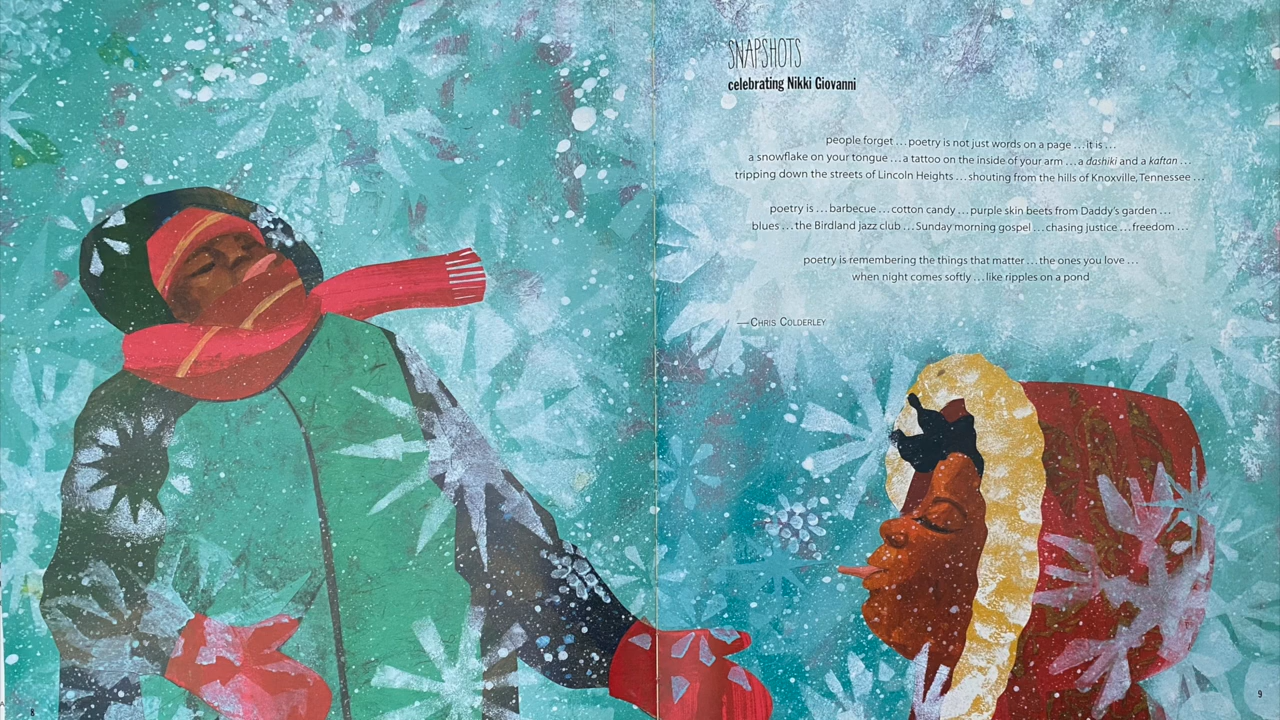 SNAPSHOTS
celebrating Nikki Giovanni
people forget ... poetry is not just words on a page ... it is ...
a snowflake on your tongue ... a tattoo on the inside of your arm ... a dashiki and a kaftan ...
tripping down the streets of Lincoln Heights ... shouting from the hills of Knoxville, Tennessee ...
poetry is ... barbecue ... cotton candy ... purple skin beets from Daddy's garden ...
blues ... the Birdland jazz club ... Sunday morning gospel ... chasing justice ... freedom ...
poetry is remembering the things that matter ... the ones you love ...
when night comes softly ... like ripples on a pond
— Chris Colderley
8
9